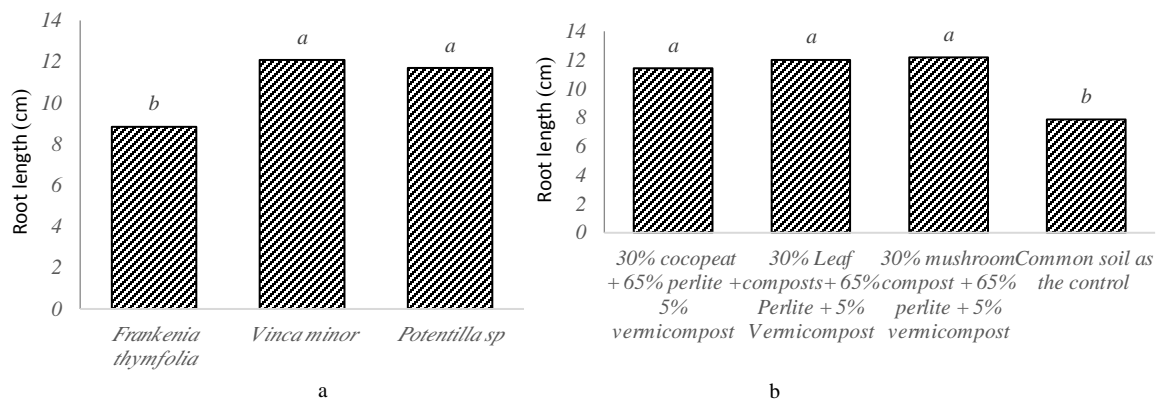 Root length (cm)
14
12
10
8
6
4
2
0
b
a
a
Frankenia
thymfolia
Vinca minor
Potentilla sp
a
Root length (cm)
14
12
10
8
6
4
2
0
a
a
a
b
30% cocopeat
+ 65% perlite +
5%
vermicompost
30% Leaf
composts+ 65%
Perlite + 5%
Vermicompost
30% mushroom
compost + 65%
perlite + 5%
vermicompost
Common soil as
the control
b